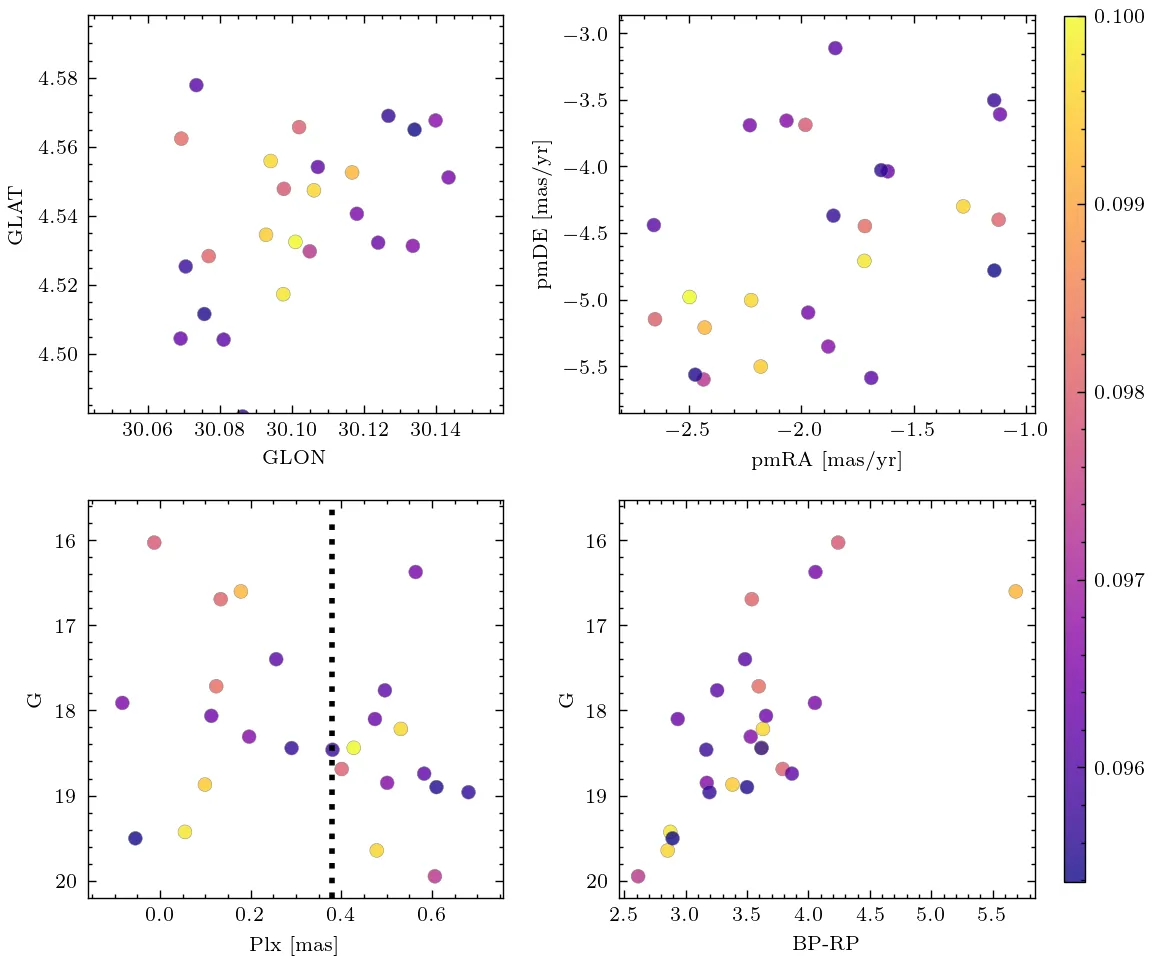 4.58
4.56
4.54
4.52
4.50
GLAT
30.06 30.08 30.10 30.12 30.14
GLON
−3.0
−3.5
−4.0
−4.5
−5.0
−5.5
pmDE [mas/yr]
−2.5 −2.0 −1.5 −1.0
pmRA [mas/yr]
16
17
18
19
20
G
0.0 0.2 0.4 0.6
Plx [mas]
16
17
18
19
20
G
2.5 3.0 3.5 4.0 4.5 5.0 5.5
BP-RP
0.100
0.099
0.098
0.097
0.096